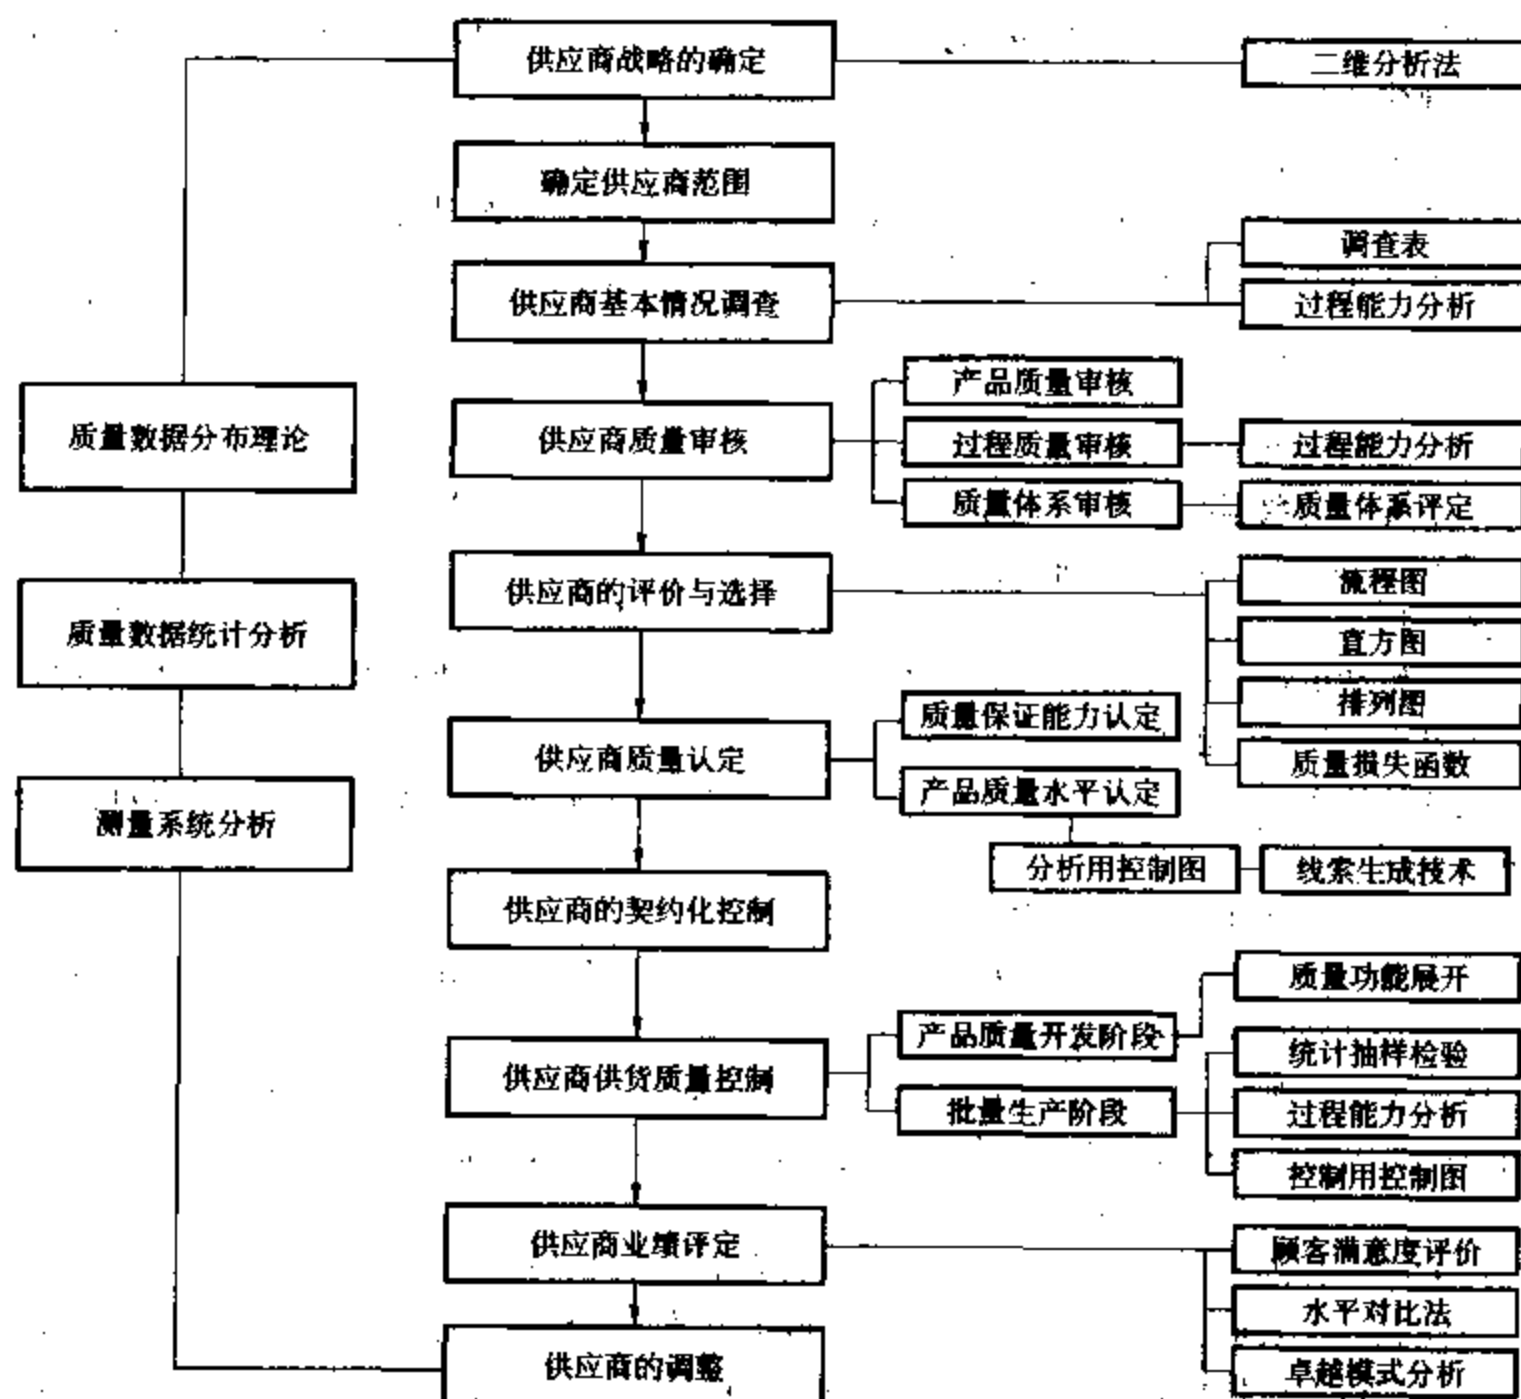 供应商战略的确定
二维分析法
确定供应商范围
调查表
供应商基本情况调查
过程能力分析
产品质量审核
质量数据分布理论
供应商质量审核
过程质量审核
过程能力分析
质量体系审核
质量体系评定
供应商的评价与选择
流程图
质量数据统计分析
直方图
排列图
质量保证能力认定
供应商质量认定
质量损失函数
产品质量水平认定
测量系统分析
分析用控制图
线索生成技术
供应商的契约化控制
质量功能展开
产品质量开发阶段
统计抽样检验
供应商供货质量控制
批量生产阶段
过程能力分析
控制用控制图
供应商业绩评定
顾客满意度评价
水平对比法
供应商的调整
卓越模式分析